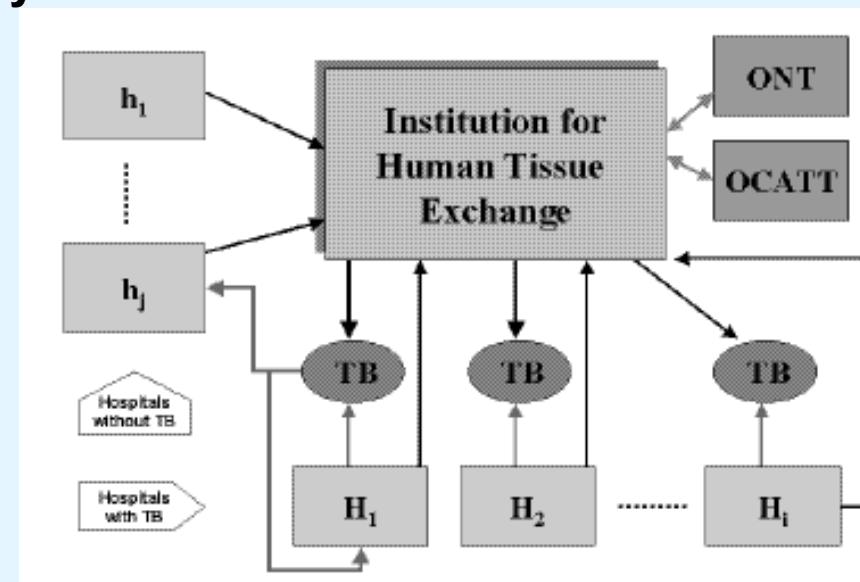 h1
ONT
Institution for
Human Tissue
Exchange
OCATT
hj
TB
TB
TB
Hospitals
without TB
Hospitals
with TB
H1
H2
Hi